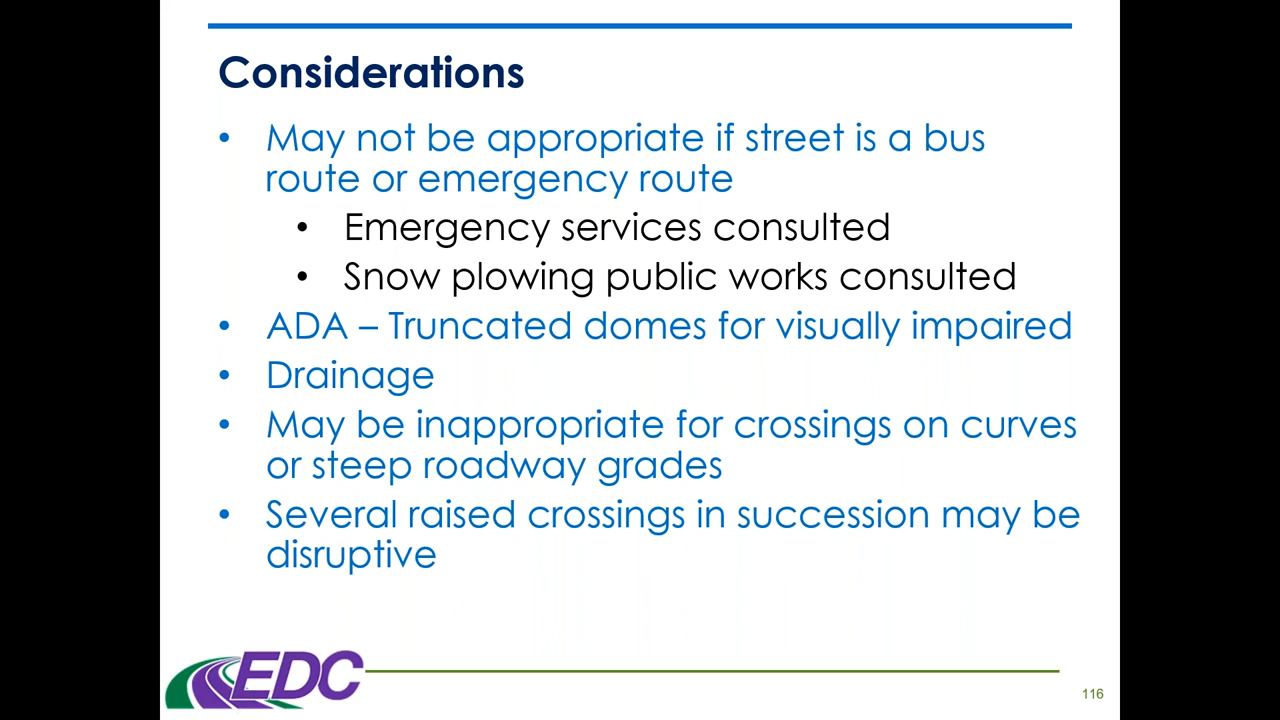 Considerations
• May not be appropriate if street is a bus
route or emergency route
• Emergency services consulted
• Snow plowing public works consulted
• ADA – Truncated domes for visually impaired
• Drainage
• May be inappropriate for crossings on curves
or steep roadway grades
• Several raised crossings in succession may be
disruptive
EDC
116